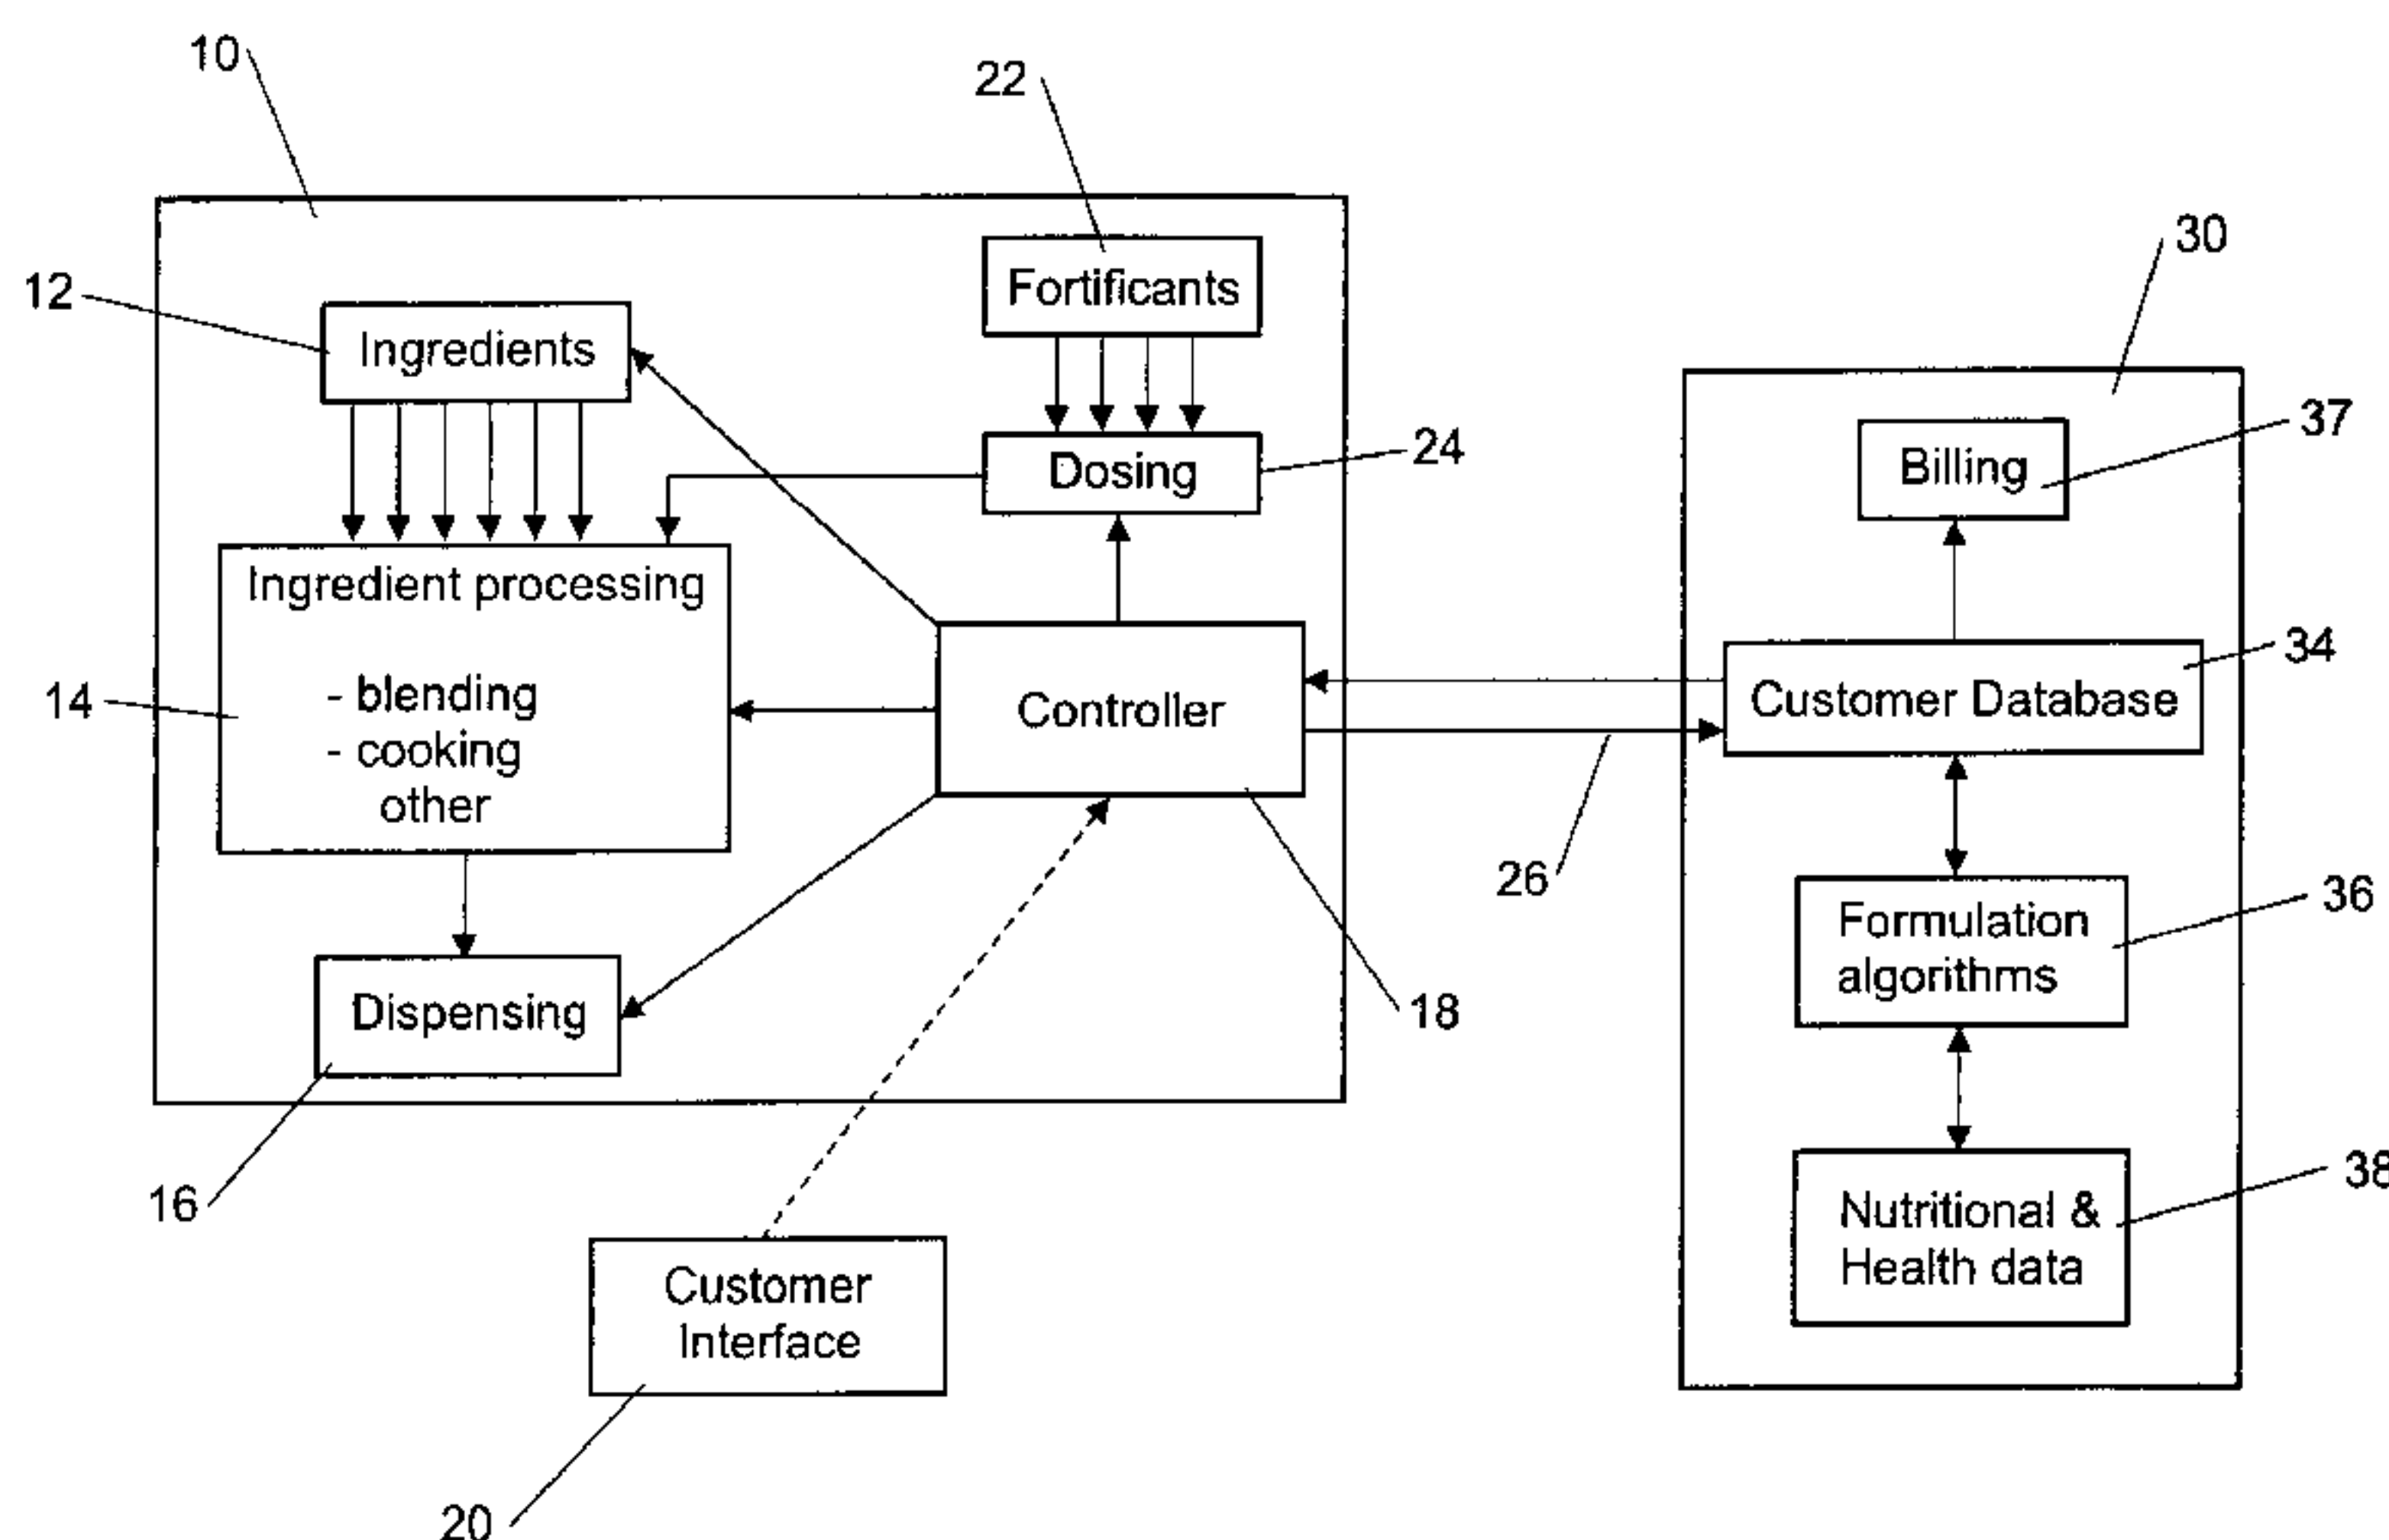 10
22
30
12
Ingredients
Fortificants
37
Billing
24
Dosing
Ingredient processing
- blending
- cooking
other
14
Controller
34
Customer Database
26
36
Formulation
algorithms
Dispensing
18
16
38
Nutritional &
Health data
Customer
Interface
20